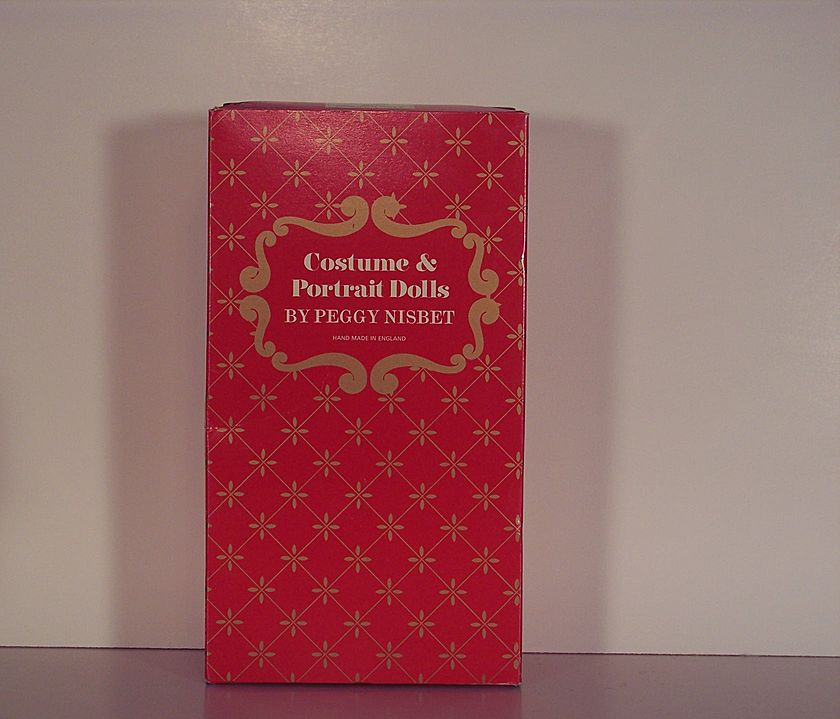 Costume &
Portrait Dolls
BY PEGGY NISBET
HAND MADE IN ENGLAND